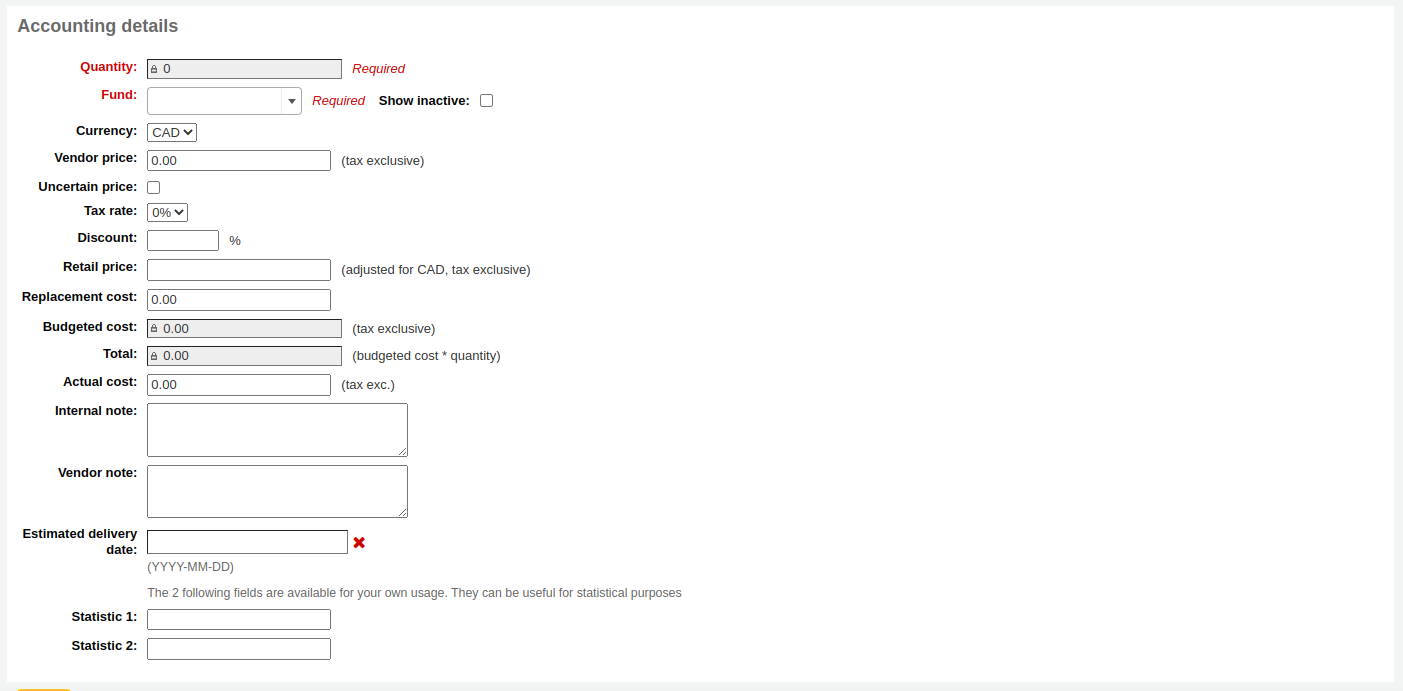 Accounting details
Quantity: 0 Required
Fund: Required Show inactive:
Currency: CAD
Vendor price: 0.00 (tax exclusive)
Uncertain price:
Tax rate: 0%
Discount: %
Retail price: (adjusted for CAD, tax exclusive)
Replacement cost: 0.00
Budgeted cost: 0.00 (tax exclusive)
Total: 0.00 (budgeted cost * quantity)
Actual cost: 0.00 (tax exc.)
Internal note:
Vendor note:
Estimated delivery
date:
(YYYY-MM-DD)
The 2 following fields are available for your own usage. They can be useful for statistical purposes
Statistic 1:
Statistic 2: